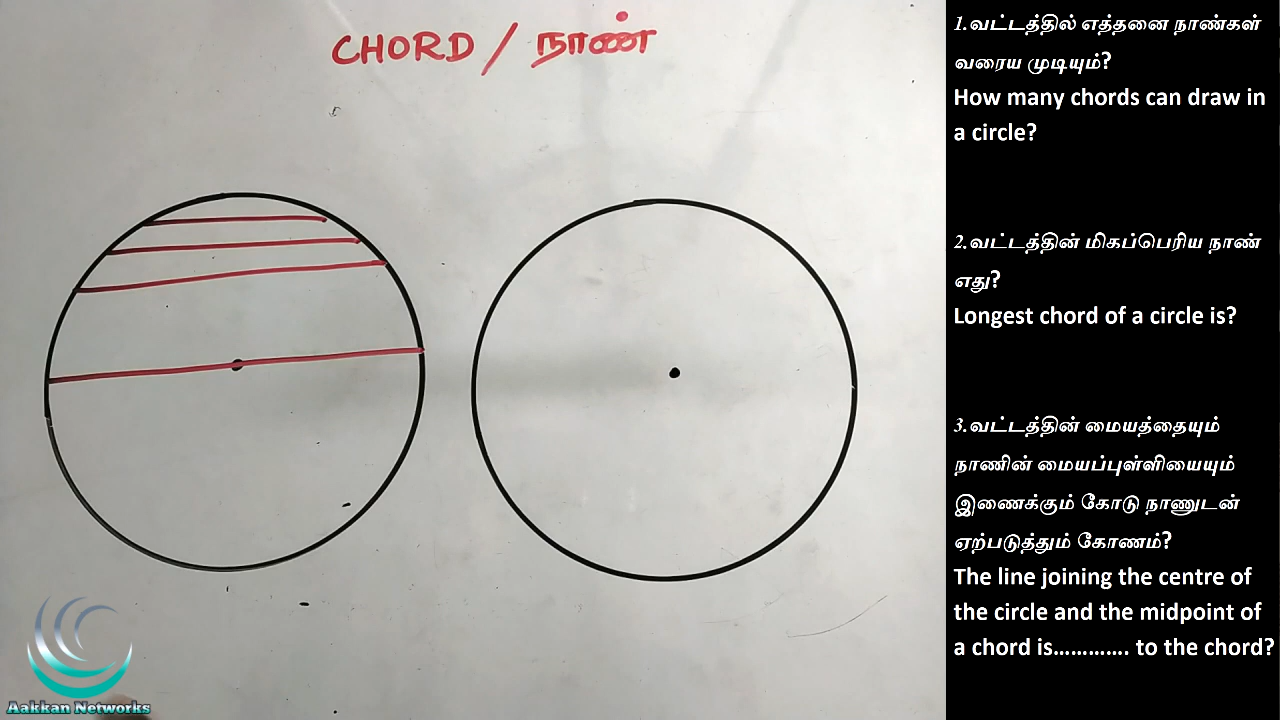 CHORD / நாண்
1.வட்டத்தில் எத்தனை நாண்கள்
வரைய முடியும்?
How many chords can draw in
a circle?
2.வட்டத்தின் மிகப்பெரிய நாண்
எது?
Longest chord of a circle is?
3.வட்டத்தின் மையத்தையும்
நாணின் மையப்புள்ளியையும்
இணைக்கும் கோடு நாணுடன்
ஏற்படுத்தும் கோணம்?
The line joining the centre of
the circle and the midpoint of
a chord is…………. to the chord?
Aakkan Networks